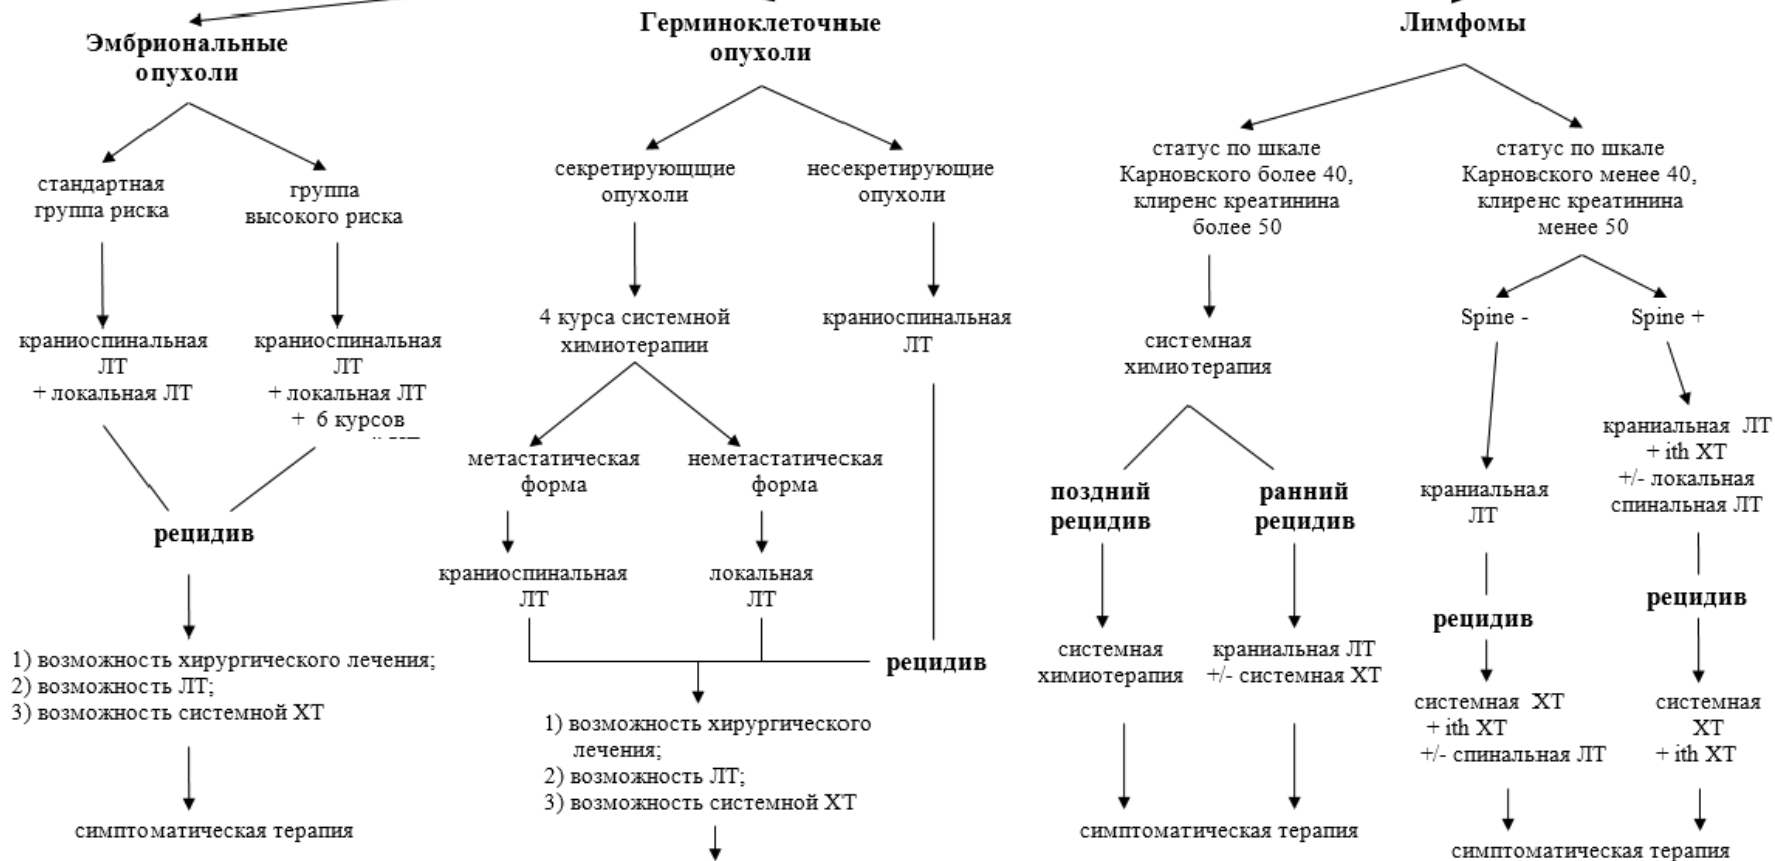 Эмбриональные
опухоли
стандартная
группа риска
группа
высокого риска
краниоспинальная
ЛТ
+ локальная ЛТ
краниоспинальная
ЛТ
+ локальная ЛТ
+ 6 курсов
рецидив
1) возможность хирургического лечения;
2) возможность ЛТ;
3) возможность системной ХТ
симптоматическая терапия
Герминоклеточные
опухоли
секретирующщие
опухоли
несекретирующие
опухоли
4 курса системной
химиотерапии
краниоспинальная
ЛТ
метастатическая
форма
неметастатическая
форма
краниоспинальная
ЛТ
локальная
ЛТ
рецидив
1) возможность хирургического
лечения;
2) возможность ЛТ;
3) возможность системной ХТ
Лимфомы
статус по шкале
Карновского более 40,
клиренс креатинина
более 50
статус по шкале
Карновского менее 40,
клиренс креатинина
менее 50
системная
химиотерапия
Spine -
Spine +
поздний
рецидив
ранний
рецидив
краниальная
ЛТ
краниальная ЛТ
+ ith ХТ
+/- локальная
спинальная ЛТ
системная
химиотерапия
краниальная ЛТ
+/- системная ХТ
рецидив
рецидив
системная ХТ
+ ith ХТ
+/- спинальная ЛТ
системная
ХТ
+ ith ХТ
симптоматическая терапия
симптоматическая терапия